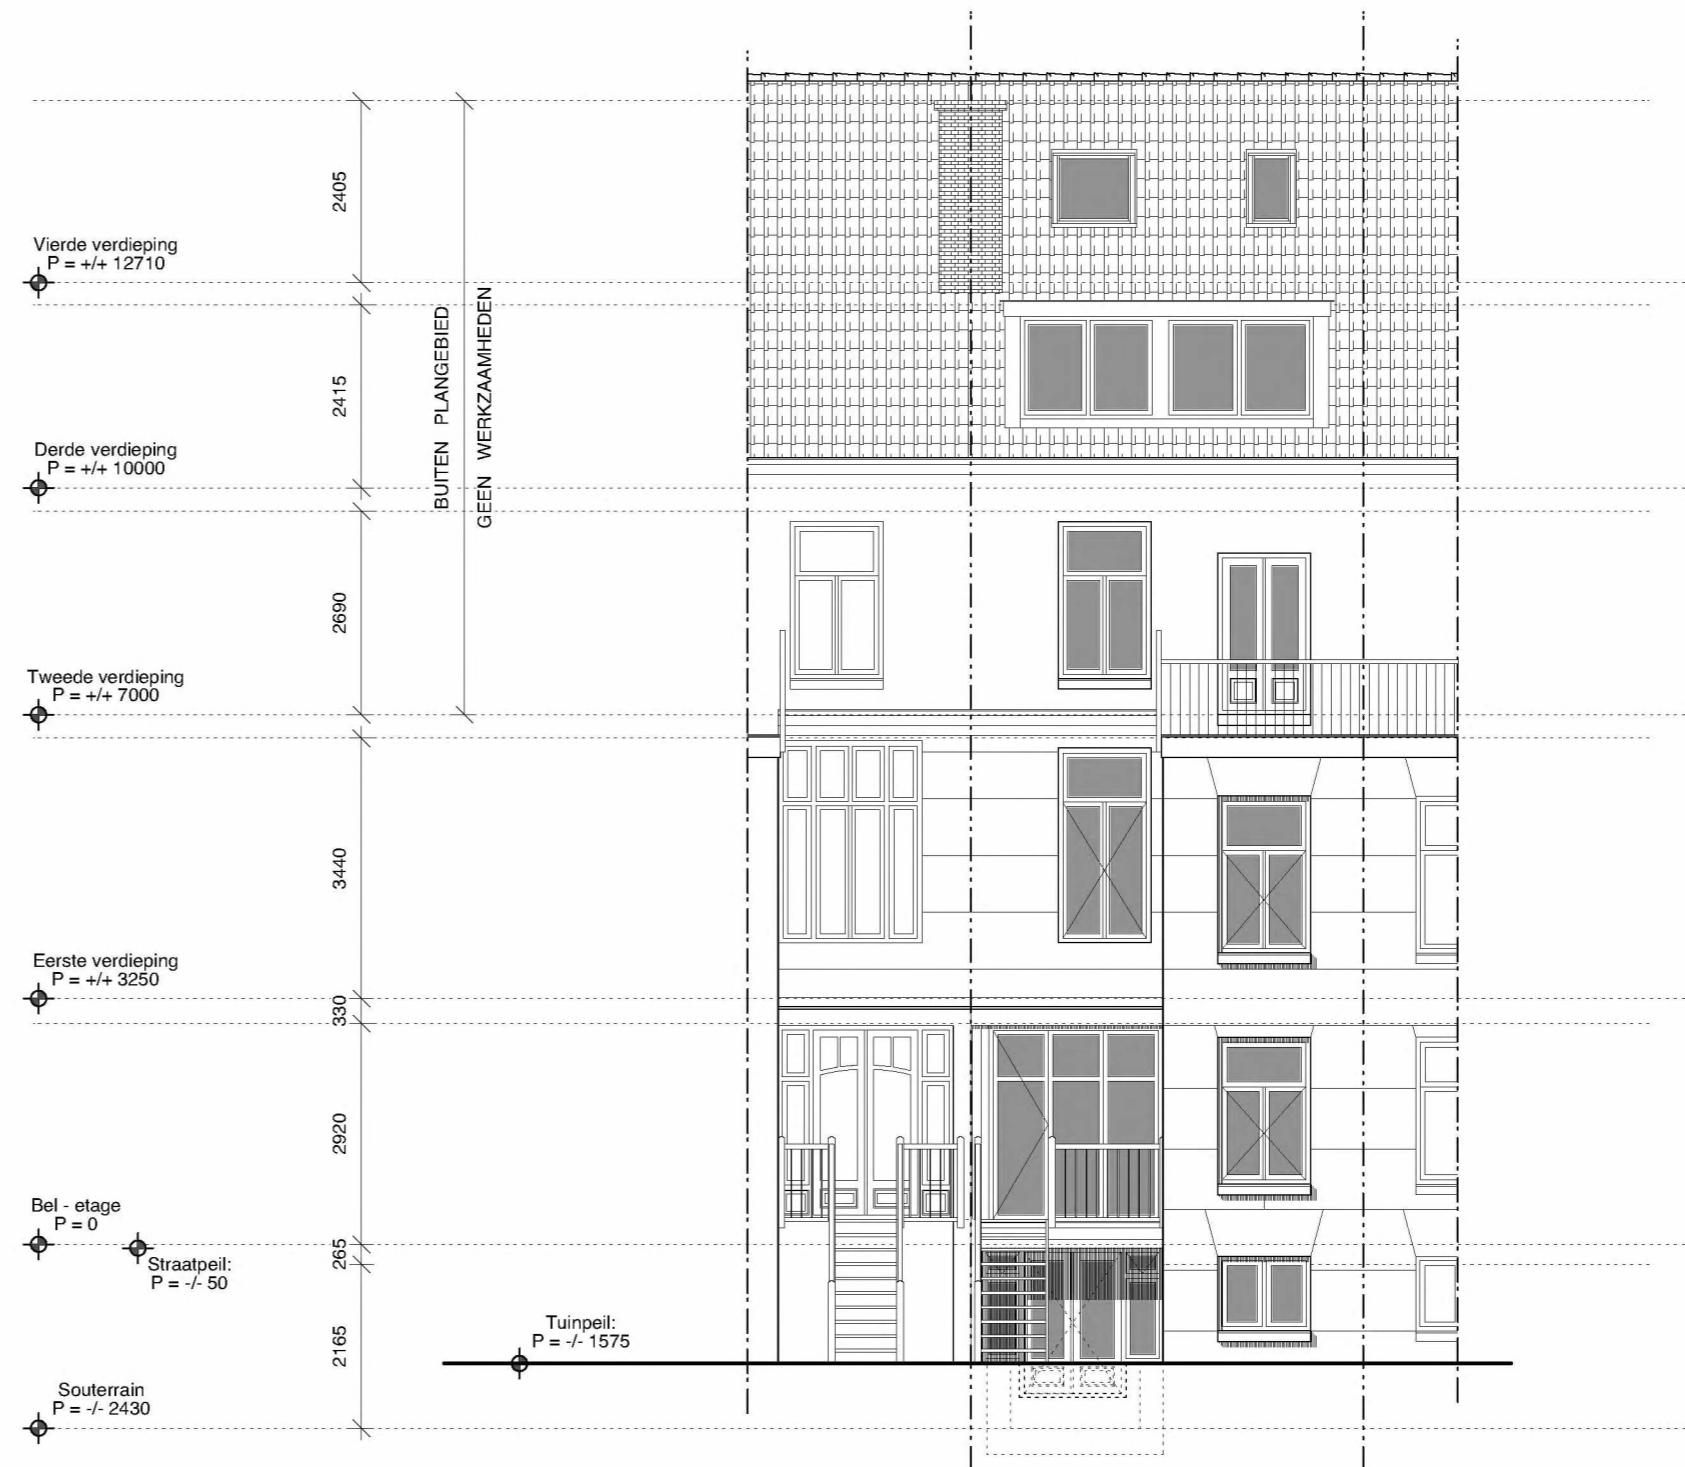 2405
Vierde verdieping
P = +/+ 12710
BUITEN PLANGEBIED
GEEN WERKZAAMHEDEN
2415
Derde verdieping
P = +/+ 10000
2690
Tweede verdieping
P = +/+ 7000
3440
Eerste verdieping
P = +/+ 3250
330
2920
Bel - etage
P = 0
265
Straatpeil:
P = -/- 50
Tuinpeil:
P = -/- 1575
2165
Souterrain
P = -/- 2430